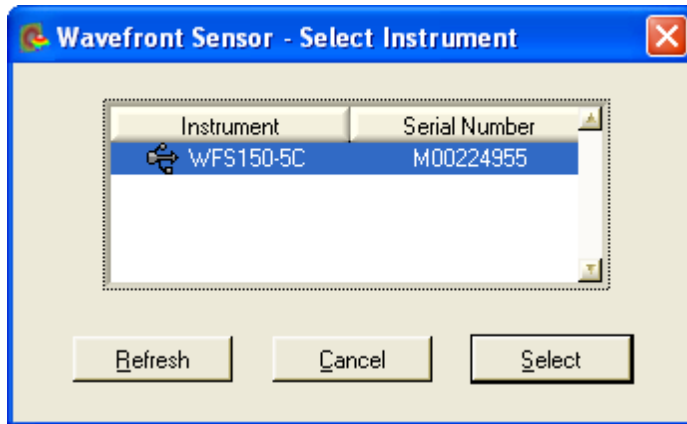 Wavefront Sensor - Select Instrument
Instrument Serial Number
WFS150-5C M00224955
Refresh Cancel Select